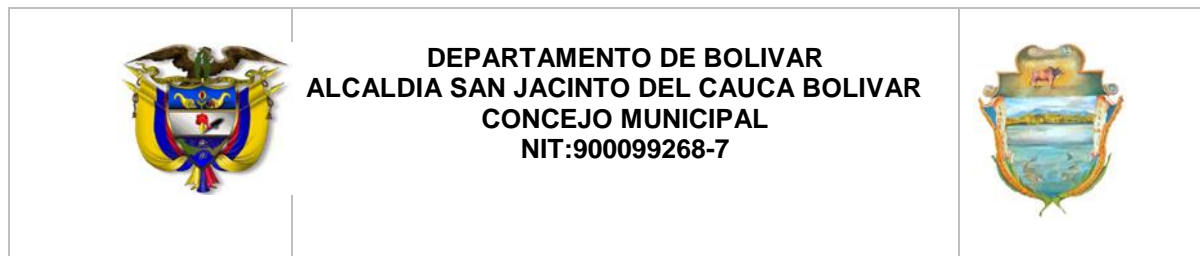 DEPARTAMENTO DE BOLIVAR
ALCALDIA SAN JACINTO DEL CAUCA BOLIVAR
CONCEJO MUNICIPAL
NIT:900099268-7